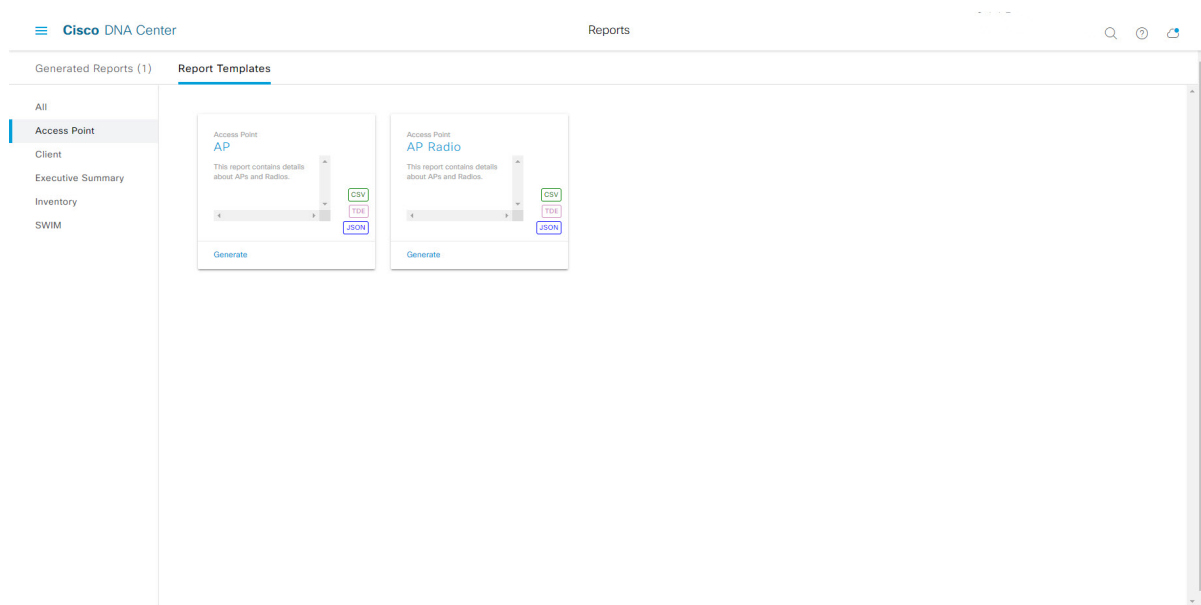 Cisco DNA Center
Reports
Generated Reports (1)
Report Templates
All
Access Point
Client
Executive Summary
Inventory
SWIM
Access Point
AP
This report contains details
about APs and Radios.
CSV
TDE
JSON
Generate
Access Point
AP Radio
This report contains details
about APs and Radios.
CSV
TDE
JSON
Generate